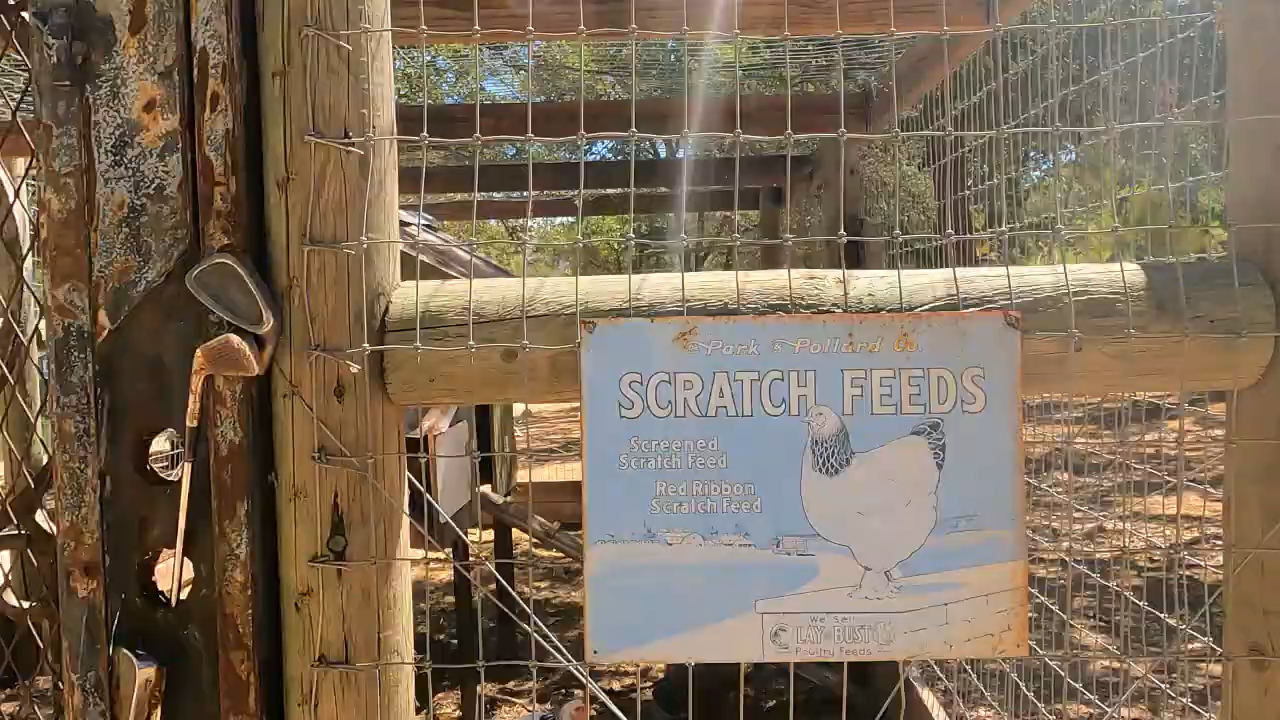 Park & Pollard Co.
SCRATCH FEEDS
Screened
Scratch Feed
Red Ribbon
Scratch Feed
We Sell
LAY BUST
Poultry Feeds